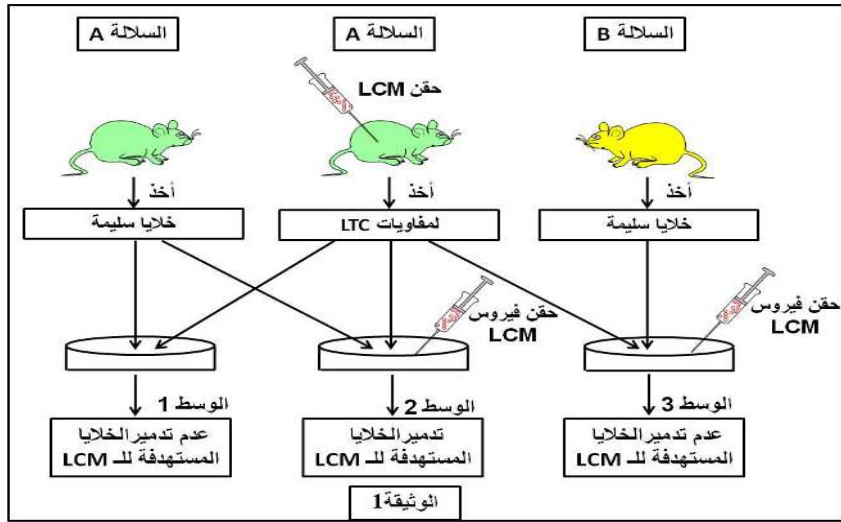 السلالة A
السلالة A
السلالة B
حقن LCM
أخذ
أخذ
أخذ
خلايا سليمة
لمفاويات LTC
خلايا سليمة
حقن فيروس
LCM
حقن فيروس
LCM
الوسط 1
الوسط 2
الوسط 3
عدم تدمير الخلايا
المستهدفة للـ LCM
تدمير الخلايا
المستهدفة للـ LCM
عدم تدمير الخلايا
المستهدفة للـ LCM
الوثيقة1